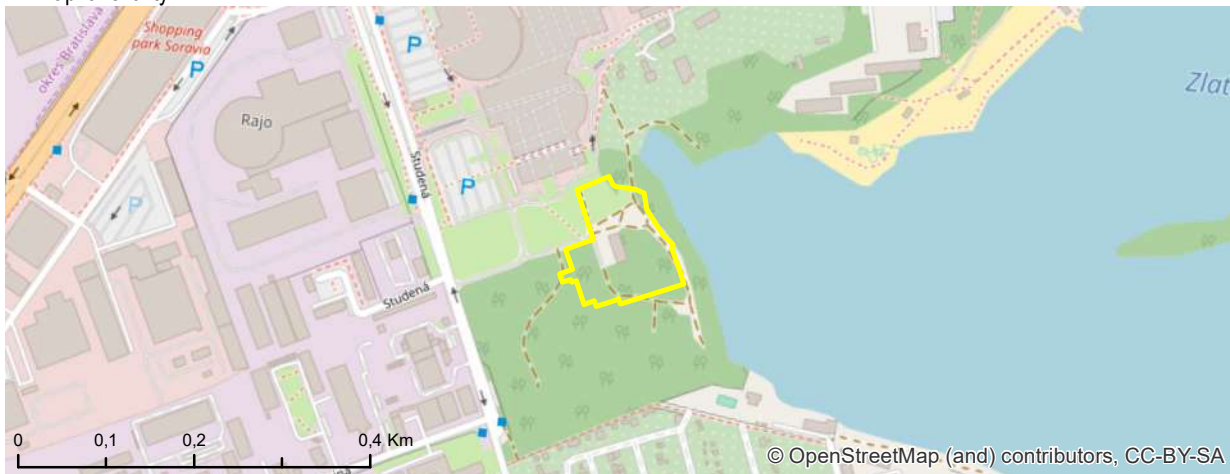 okres Bratislava
Shopping
park Soravia
P
P
Zlat
Rajo
Studená
P
P
Studená
0 0,1 0,2 0,4 Km
© OpenStreetMap (and) contributors, CC-BY-SA